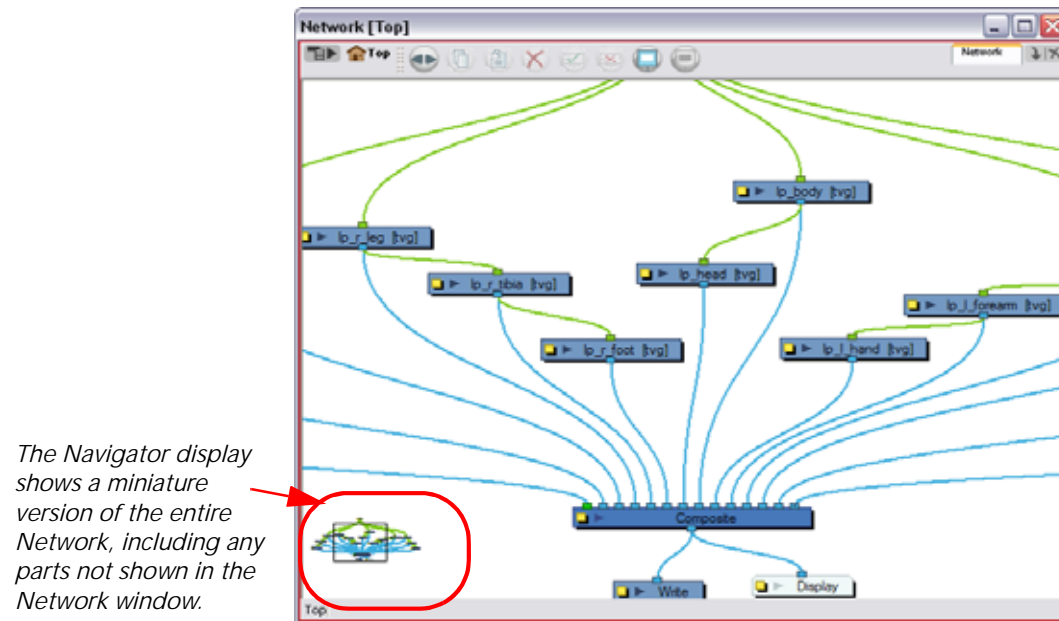 Network [Top]
Top
Network
lp_body [tvg]
lp_r_leg [tvg]
lp_head [tvg]
lp_r_tibia [tvg]
lp_l_forearm [tvg]
lp_r_foot [tvg]
lp_l_hand [tvg]
The Navigator display
shows a miniature
version of the entire
Network, including any
parts not shown in the
Network window.
Composite
Write
Display
Top